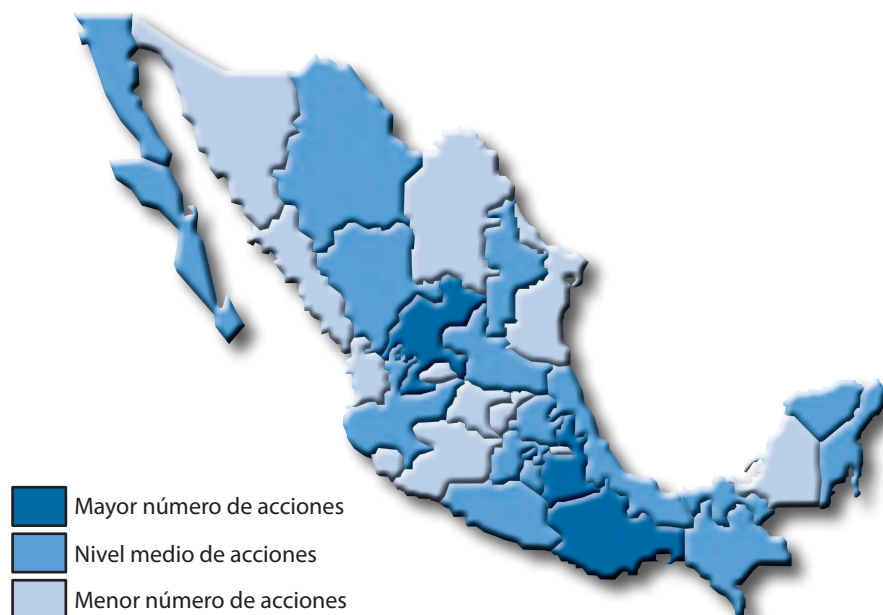 Mayor número de acciones
Nivel medio de acciones
Menor número de acciones